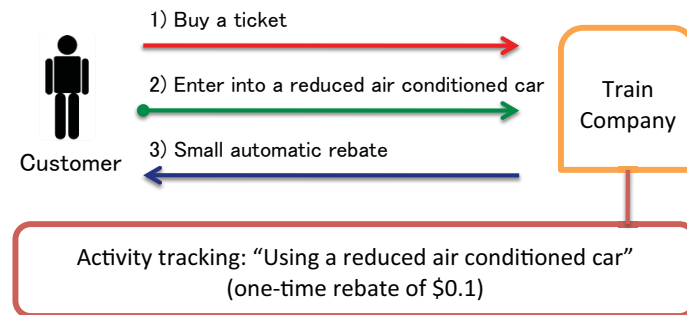 1) Buy a ticket
2) Enter into a reduced air conditioned car
3) Small automatic rebate
Customer
Train
Company
Activity tracking: “Using a reduced air conditioned car”
(one-time rebate of $0.1)